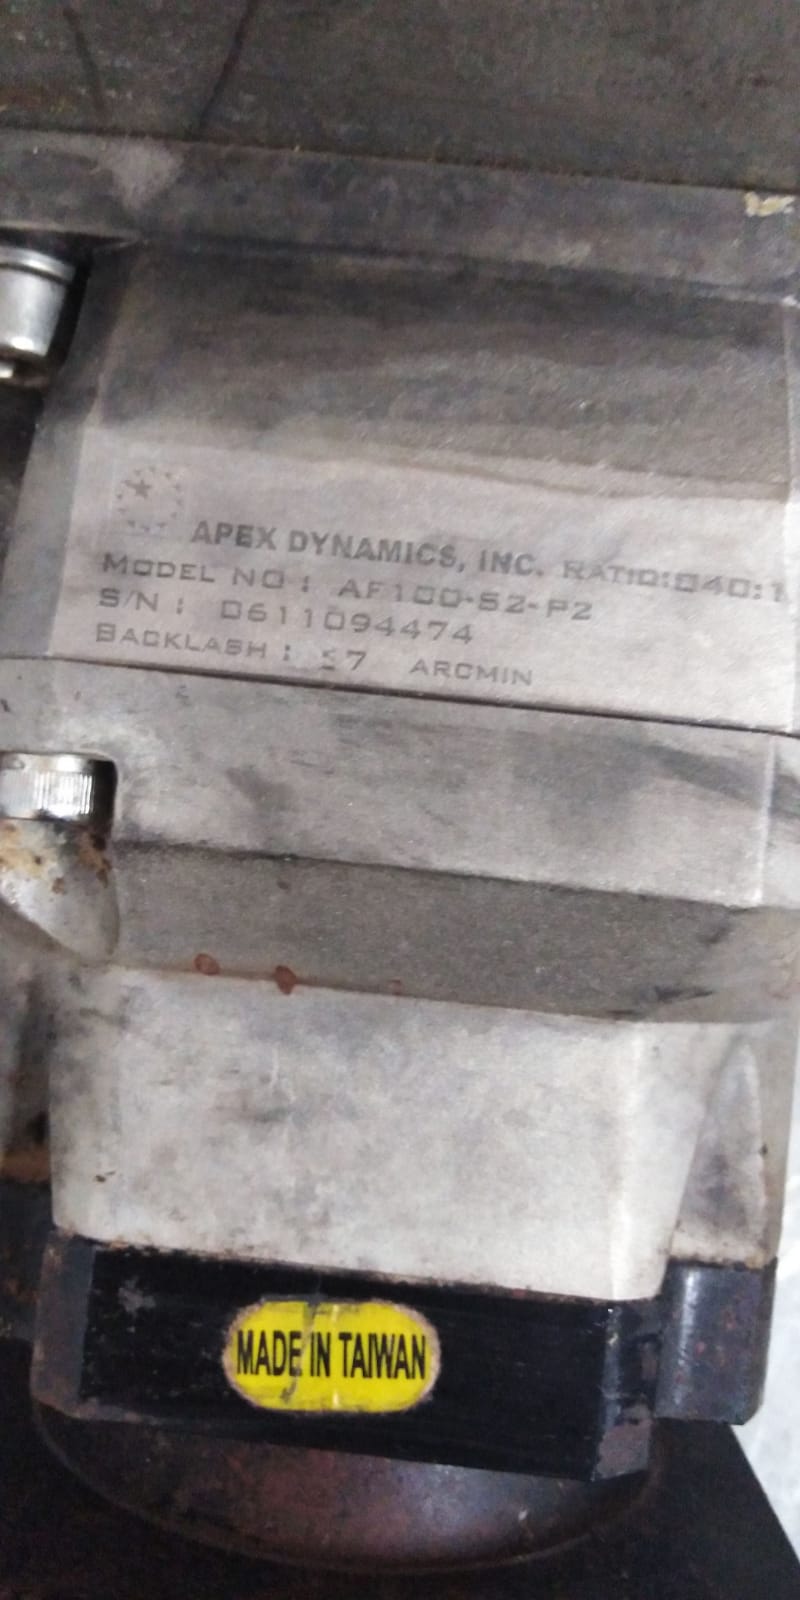 APEX DYNAMICS, INC. RATIO:040:1
MODEL NO : AF100-S2-P2
S/N : 0611094474
BACKLASH : ≤7 ARCMIN
MADE IN TAIWAN